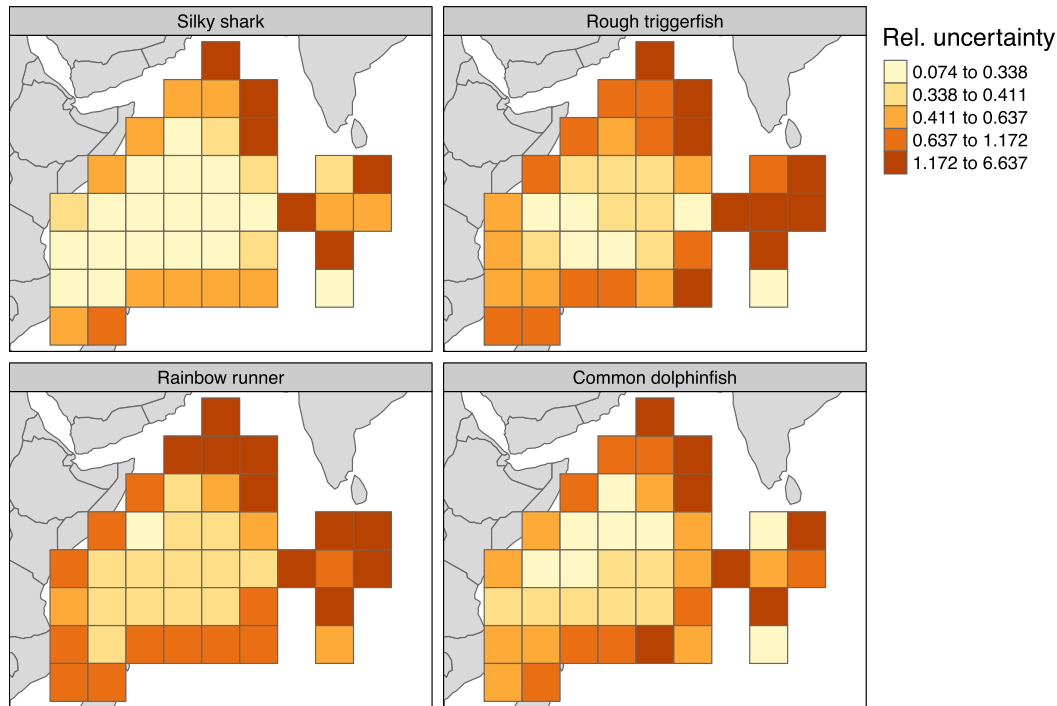 Silky shark
Rough triggerfish
Rel. uncertainty
0.074 to 0.338
0.338 to 0.411
0.411 to 0.637
0.637 to 1.172
1.172 to 6.637
Rainbow runner
Common dolphinfish